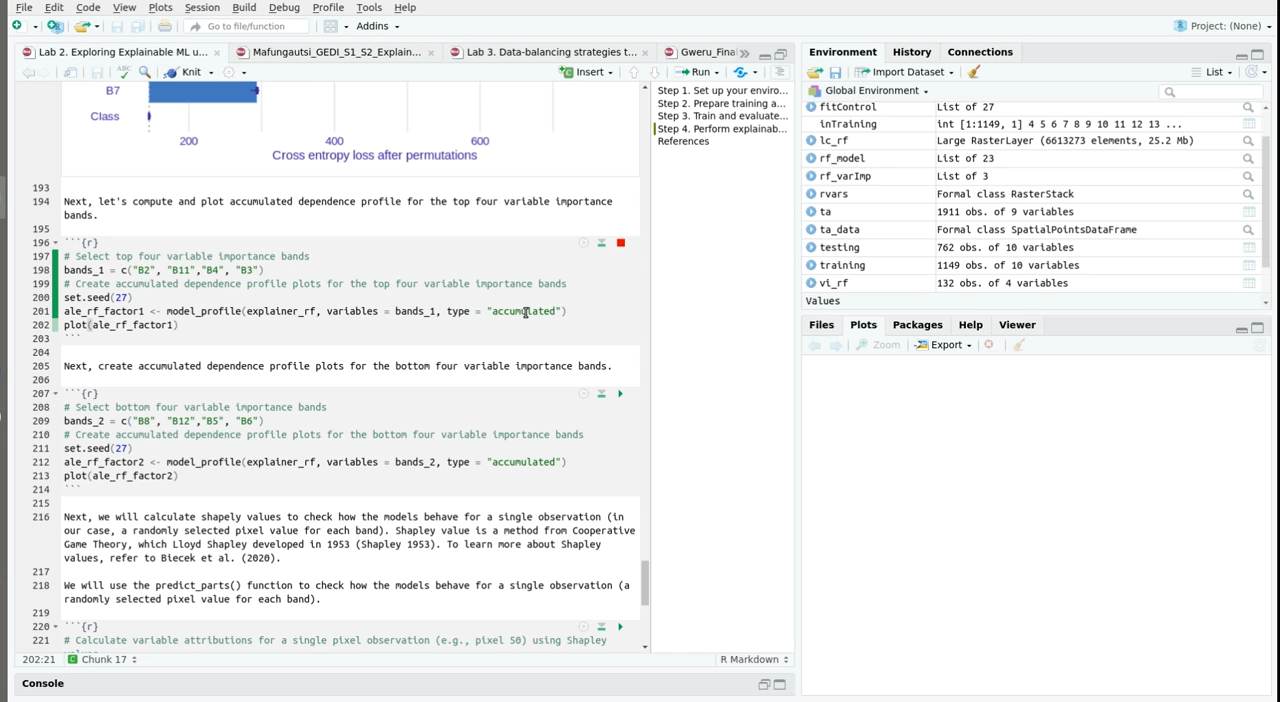 File Edit Code View Plots Session Build Debug Profile Tools Help
Go to file/function Addins Project: (None)
Lab 2. Exploring Explainable ML u... Mafungautsi_GEDI_S1_S2_Explain... Lab 3. Data-balancing strategies t... Gweru_Final
ABC Knit Insert Run
B7
Class
200 400 600
Cross entropy loss after permutations
193
194 Next, let's compute and plot accumulated dependence profile for the top four variable importance
bands.
195
196 ```{r}
197 # Select top four variable importance bands
198 bands_1 = c("B2", "B11","B4", "B3")
199 # Create accumulated dependence profile plots for the top four variable importance bands
200 set.seed(27)
201 ale_rf_factor1 <- model_profile(explainer_rf, variables = bands_1, type = "accumulated")
202 plot(ale_rf_factor1)
203 ```
204
205 Next, create accumulated dependence profile plots for the bottom four variable importance bands.
206
207 ```{r}
208 # Select bottom four variable importance bands
209 bands_2 = c("B8", "B12","B5", "B6")
210 # Create accumulated dependence profile plots for the bottom four variable importance bands
211 set.seed(27)
212 ale_rf_factor2 <- model_profile(explainer_rf, variables = bands_2, type = "accumulated")
213 plot(ale_rf_factor2)
214 ```
215
216 Next, we will calculate shapely values to check how the models behave for a single observation (in
our case, a randomly selected pixel value for each band). Shapley value is a method from Cooperative
Game Theory, which Lloyd Shapley developed in 1953 (Shapley 1953). To learn more about Shapley
values, refer to Biecek et al. (2020).
217
218 We will use the predict_parts() function to check how the models behave for a single observation (a
randomly selected pixel value for each band).
219
220 ```{r}
221 # Calculate variable attributions for a single pixel observation (e.g., pixel 50) using Shapley
202:21 Chunk 17 R Markdown
Console
Step 1. Set up your enviro...
Step 2. Prepare training a...
Step 3. Train and evaluate...
Step 4. Perform explainab...
References
Environment History Connections
Import Dataset List
Global Environment
fitControl List of 27
inTraining int [1:1149, 1] 4 5 6 7 8 9 10 11 12 13 ...
lc_rf Large RasterLayer (6613273 elements, 25.2 Mb)
rf_model List of 23
rf_varImp List of 3
rvars Formal class RasterStack
ta 1911 obs. of 9 variables
ta_data Formal class SpatialPointsDataFrame
testing 762 obs. of 10 variables
training 1149 obs. of 10 variables
vi_rf 132 obs. of 4 variables
Values
Files Plots Packages Help Viewer
Zoom Export